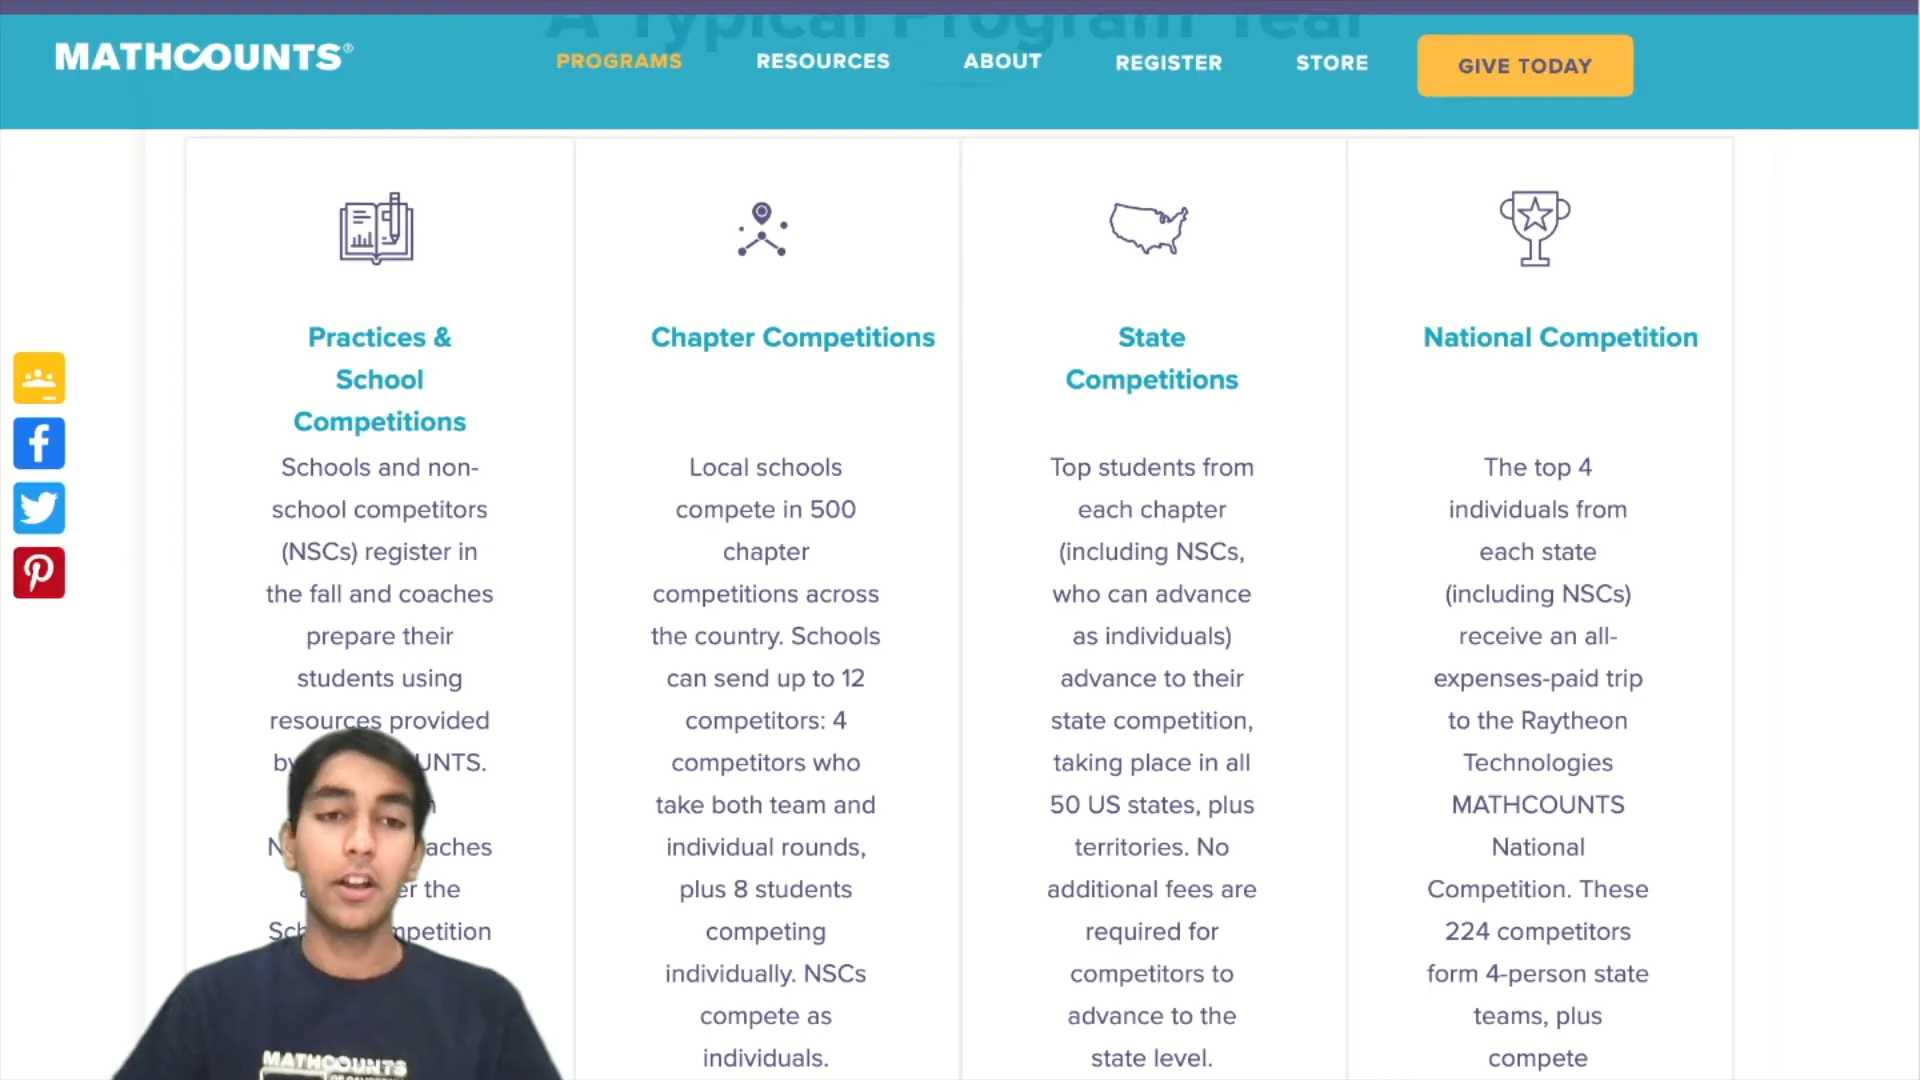 A Typical Program Year
MATHCOUNTS®
PROGRAMS
RESOURCES
ABOUT
REGISTER
STORE
GIVE TODAY
Practices &
School
Competitions
Schools and non-
school competitors
(NSCs) register in
the fall and coaches
prepare their
students using
resources provided
by UNTS.
er the
Chapter Competitions
Local schools
compete in 500
chapter
competitions across
the country. Schools
can send up to 12
competitors: 4
competitors who
take both team and
individual rounds,
plus 8 students
competing
individually. NSCs
compete as
individuals.
State
Competitions
Top students from
each chapter
(including NSCs,
who can advance
as individuals)
advance to their
state competition,
taking place in all
50 US states, plus
territories. No
additional fees are
required for
competitors to
advance to the
state level.
National Competition
The top 4
individuals from
each state
(including NSCs)
receive an all-
expenses-paid trip
to the Raytheon
Technologies
MATHCOUNTS
National
Competition. These
224 competitors
form 4-person state
teams, plus
compete
MATHCOUNTS